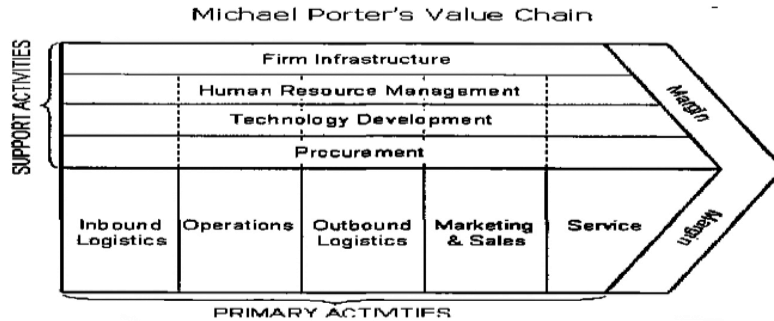 Michael Porter's Value Chain
SUPPORT ACTIVITIES
Firm Infrastructure
Human Resource Management
Technology Development
Procurement
Margin
Inbound
Logistics
Operations
Outbound
Logistics
Marketing
& Sales
Service
Margin
PRIMARY ACTIVITIES